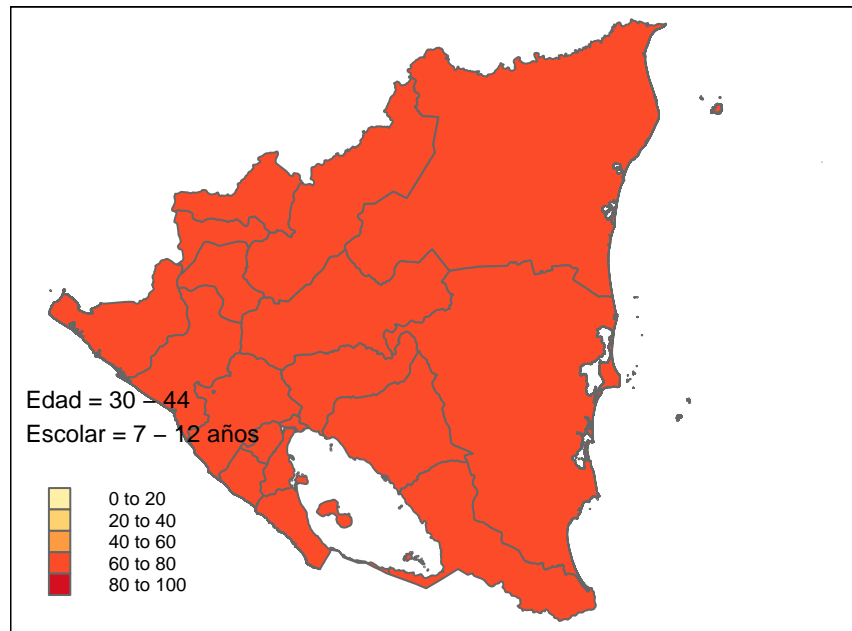 Edad = 30 – 44
Escolar = 7 – 12 años
0 to 20
20 to 40
40 to 60
60 to 80
80 to 100